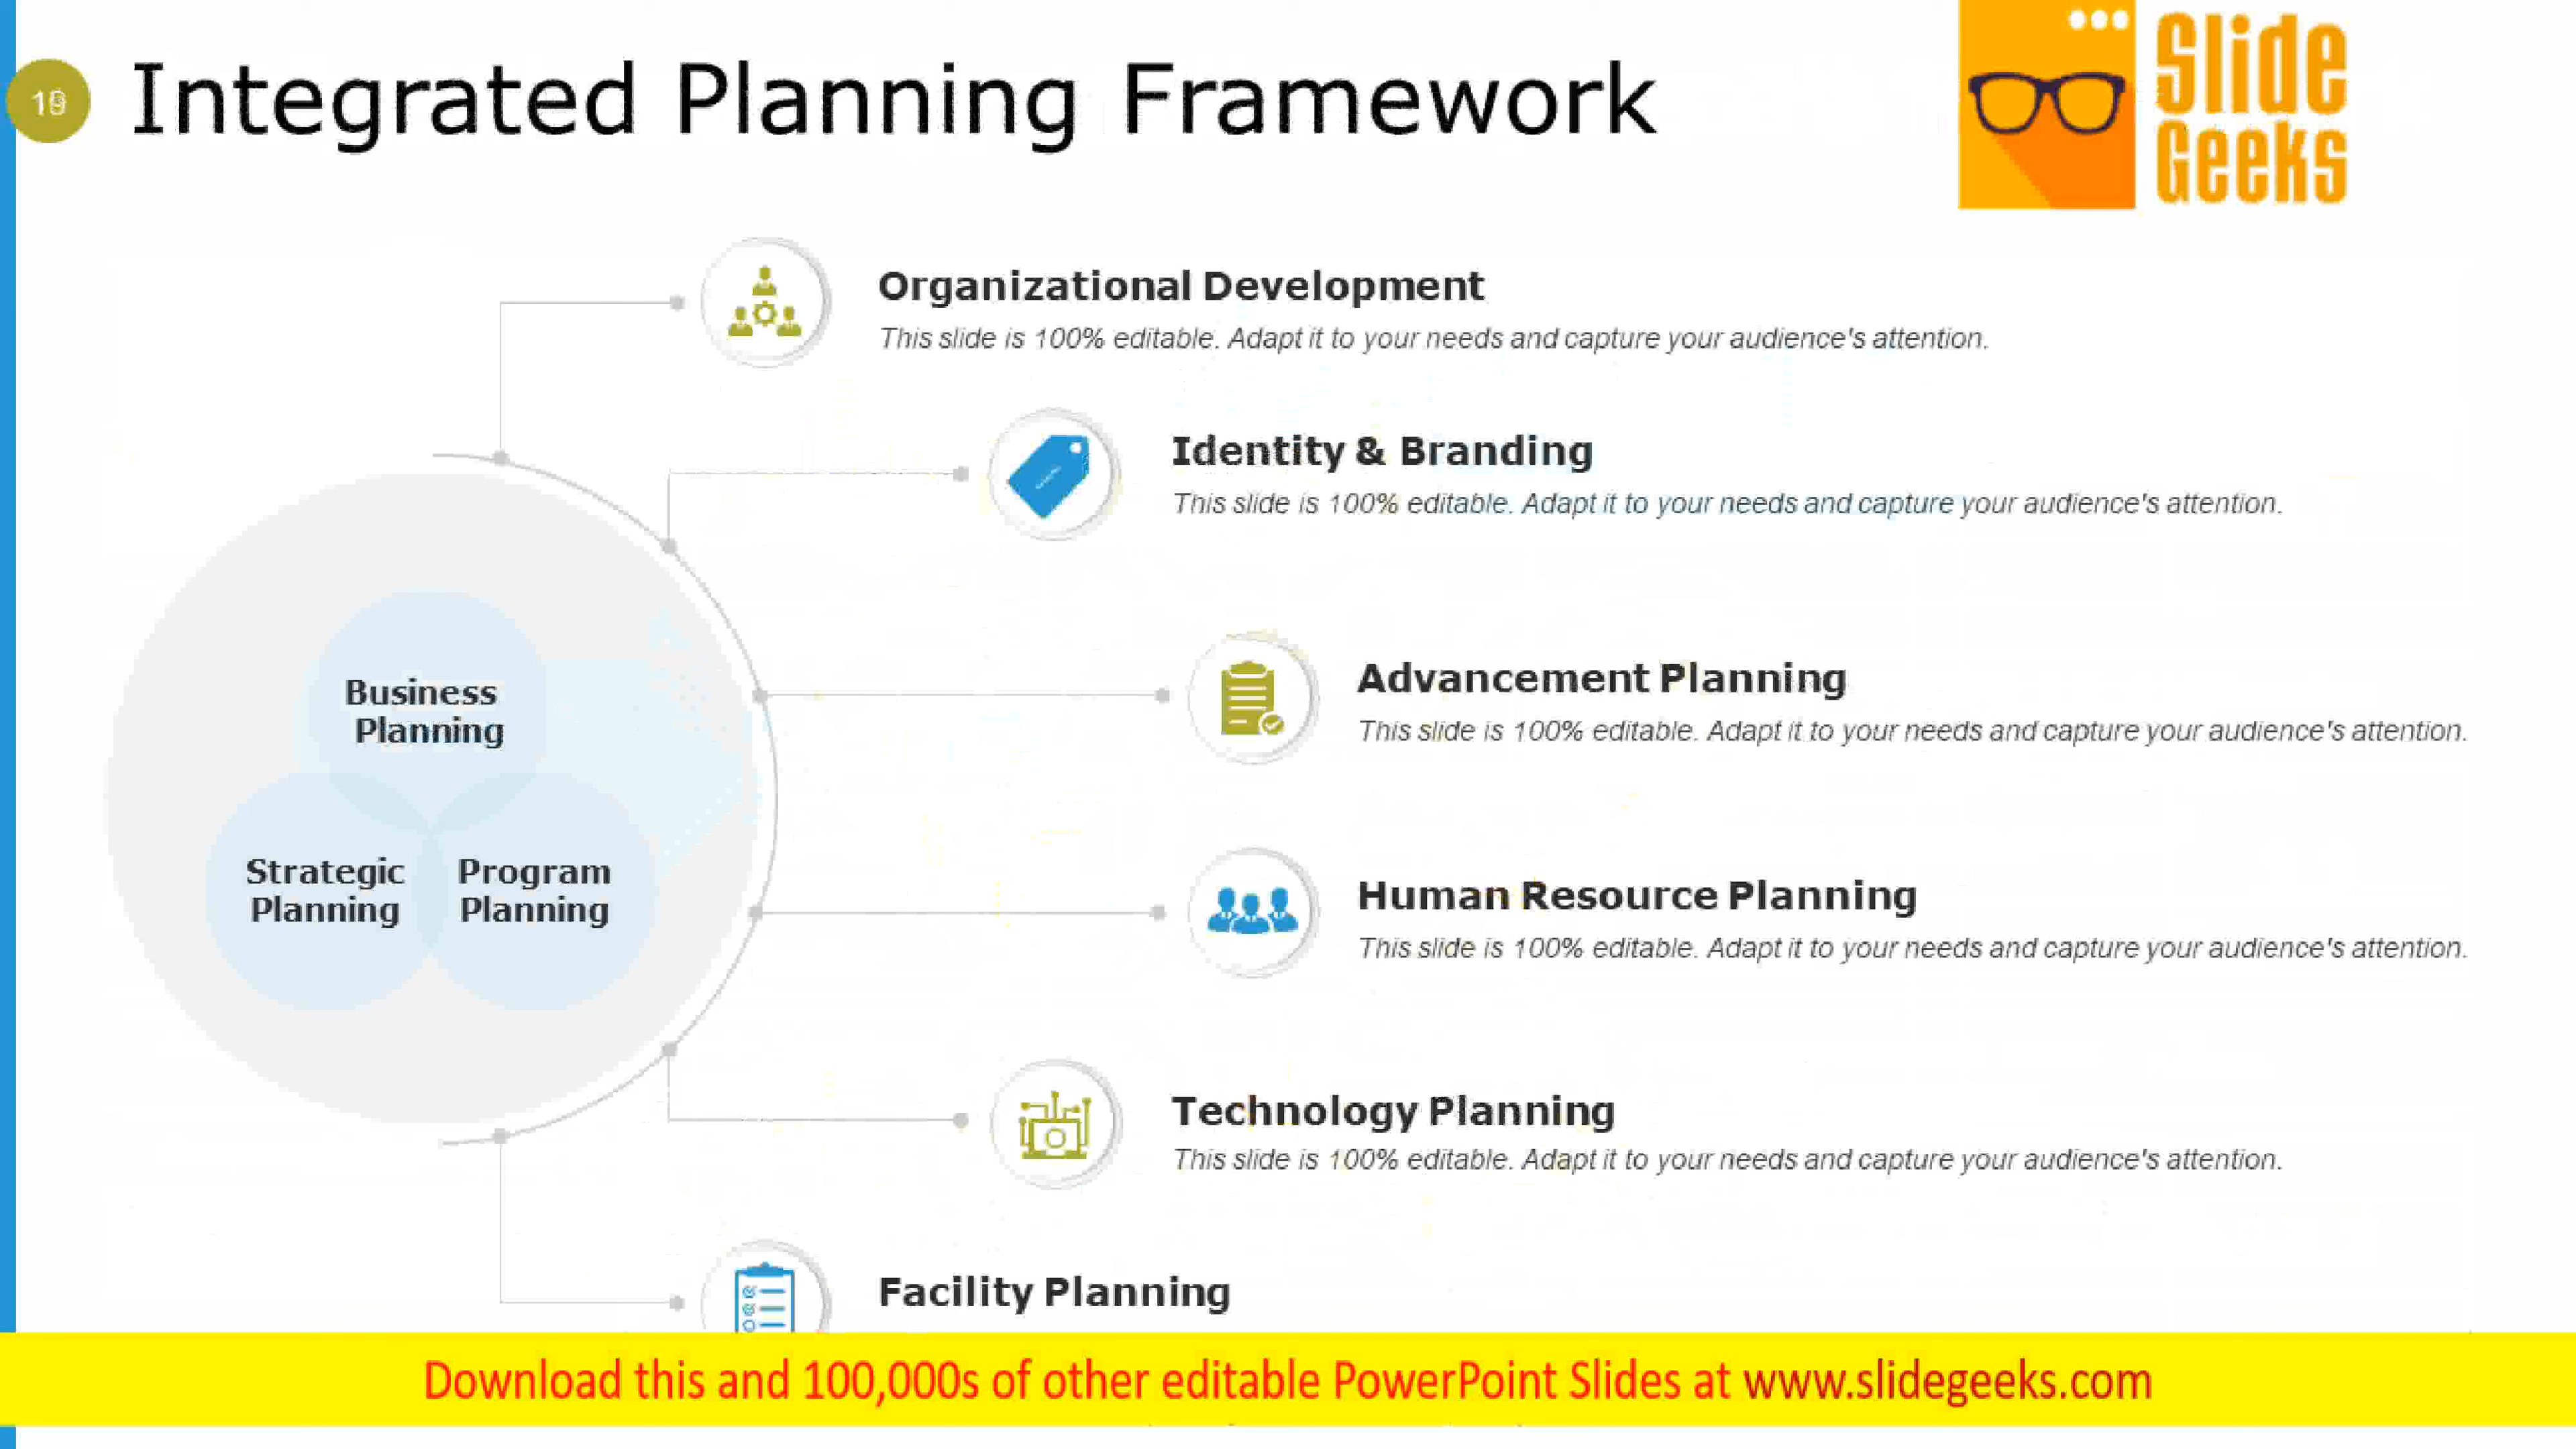 Integrated Planning Framework
Slide
Geeks
Organizational Development
This slide is 100% editable. Adapt it to your needs and capture your audience's attention.
Identity & Branding
This slide is 100% editable. Adapt it to your needs and capture your audience's attention.
Business
Planning
Advancement Planning
This slide is 100% editable. Adapt it to your needs and capture your audience's attention.
Strategic
Planning
Program
Planning
Human Resource Planning
This slide is 100% editable. Adapt it to your needs and capture your audience's attention.
Technology Planning
This slide is 100% editable. Adapt it to your needs and capture your audience's attention.
Facility Planning
Download this and 100,000s of other editable PowerPoint Slides at www.slidegeeks.com